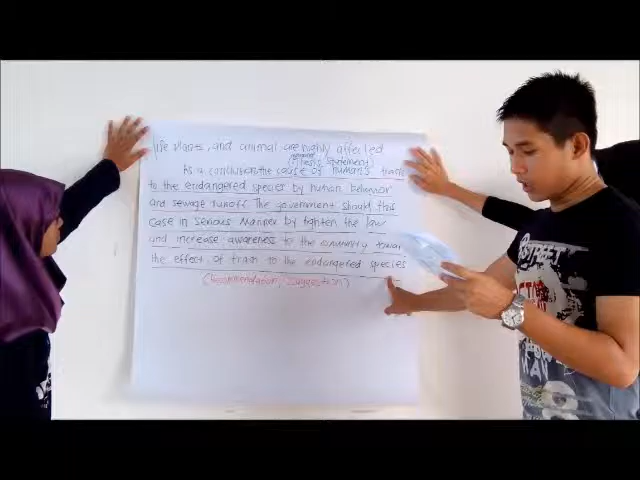 life plants, and animal are highly affected
(Thesis statement)
As a conclusion, the cause of human's trash
to the endangered species by human behavior
and sewage runoff. The government should this
case in serious manner by tighten the law
and increase awareness to the community towar
the effect of trash to the endangered species
(Recommendation / suggestion)
STREET